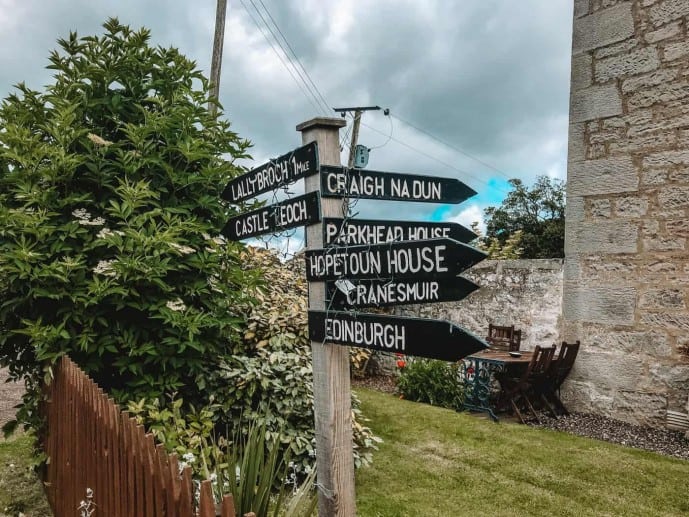 LALLYBROCH 1MILE
CRAIGH NA DUN
CASTLE LEOCH
PARKHEAD HOUSE
HOPETOUN HOUSE
CRANESMUIR
EDINBURGH